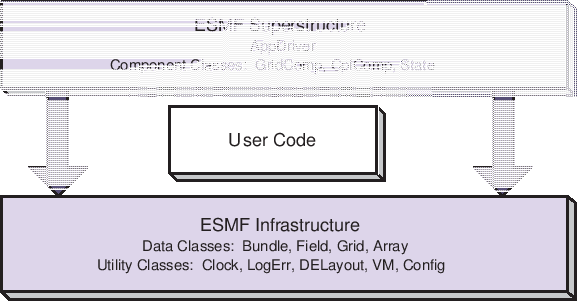 ESMF Superstructure
AppDriver
Component Classes: GridComp, CplComp, State
User Code
ESMF Infrastructure
Data Classes: Bundle, Field, Grid, Array
Utility Classes: Clock, LogErr, DELayout, VM, Config